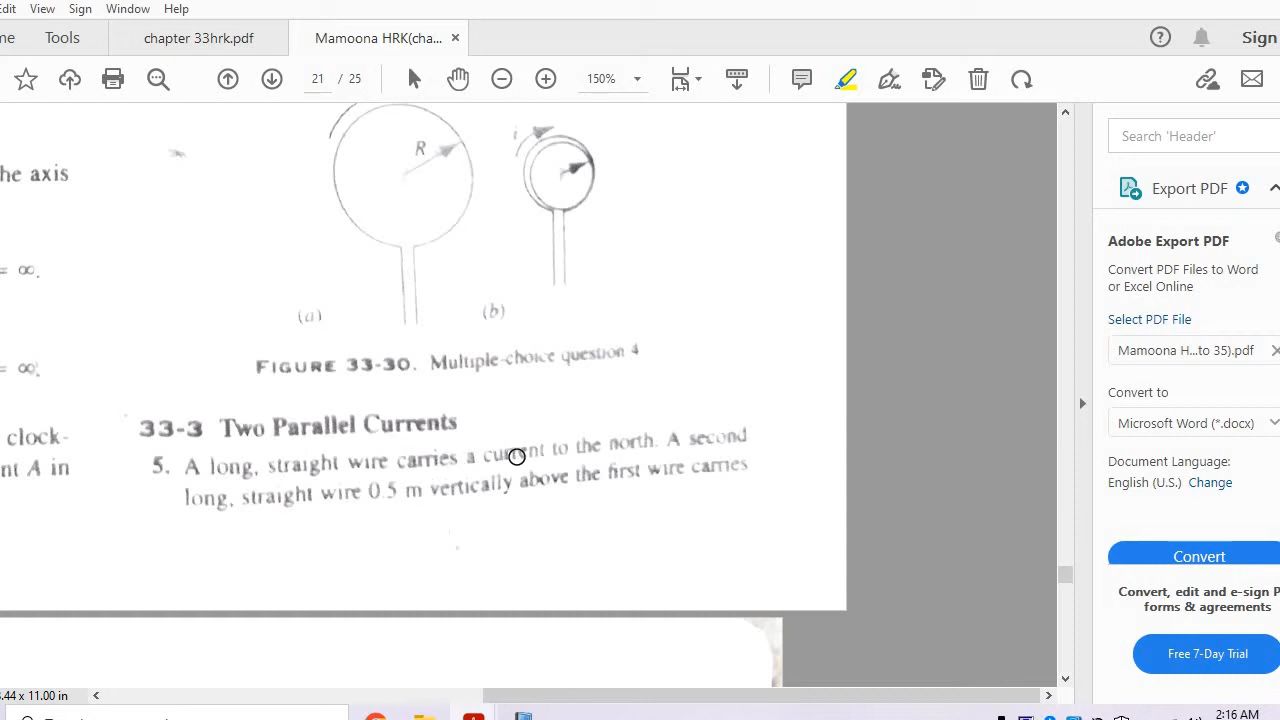 Edit View Sign Window Help
Tools chapter 33hrk.pdf Mamoona HRK(cha... × ? Sign
21 / 25 150%
R
i
he axis
= ∞.
(a) (b)
FIGURE 33-30. Multiple-choice question 4
= ∞.
33-3 Two Parallel Currents
clock-
nt A in
5. A long, straight wire carries a current to the north. A second
long, straight wire 0.5 m vertically above the first wire carries
Search 'Header'
Export PDF
Adobe Export PDF
Convert PDF Files to Word
or Excel Online
Select PDF File
Mamoona H...to 35).pdf ×
Convert to
Microsoft Word (*.docx)
Document Language:
English (U.S.) Change
Convert
Convert, edit and e-sign P
forms & agreements
Free 7-Day Trial
.44 x 11.00 in
2:16 AM